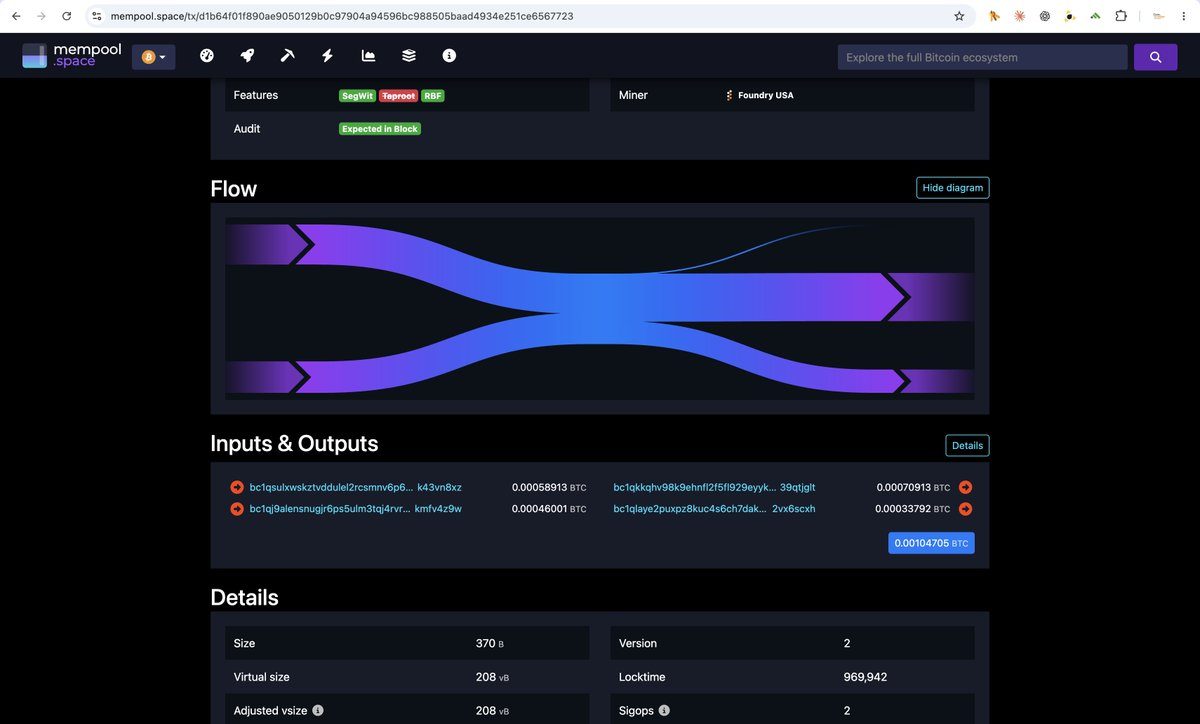 mempool.space/tx/d1b64f01f890ae9050129b0c97904a94596bc988505baad4934e251ce6567723
mempool
.space
Explore the full Bitcoin ecosystem
Features SegWit Taproot RBF
Miner Foundry USA
Audit Expected in Block
Flow
Hide diagram
Inputs & Outputs
Details
bc1qsulxwskztvddulel2rcsmnv6p6... k43vn8xz 0.00058913 BTC
bc1qkkqhv98k9ehnfl2f5fl929eyyk... 39qtjglt 0.00070913 BTC
bc1qj9alensnugjr6ps5ulm3tqj4rvr... kmfv4z9w 0.00046001 BTC
bc1qlaye2puxpz8kuc4s6ch7dak... 2vx6scxh 0.00033792 BTC
0.00104705 BTC
Details
Size 370 B
Version 2
Virtual size 208 vB
Locktime 969,942
Adjusted vsize 208 vB
Sigops 2